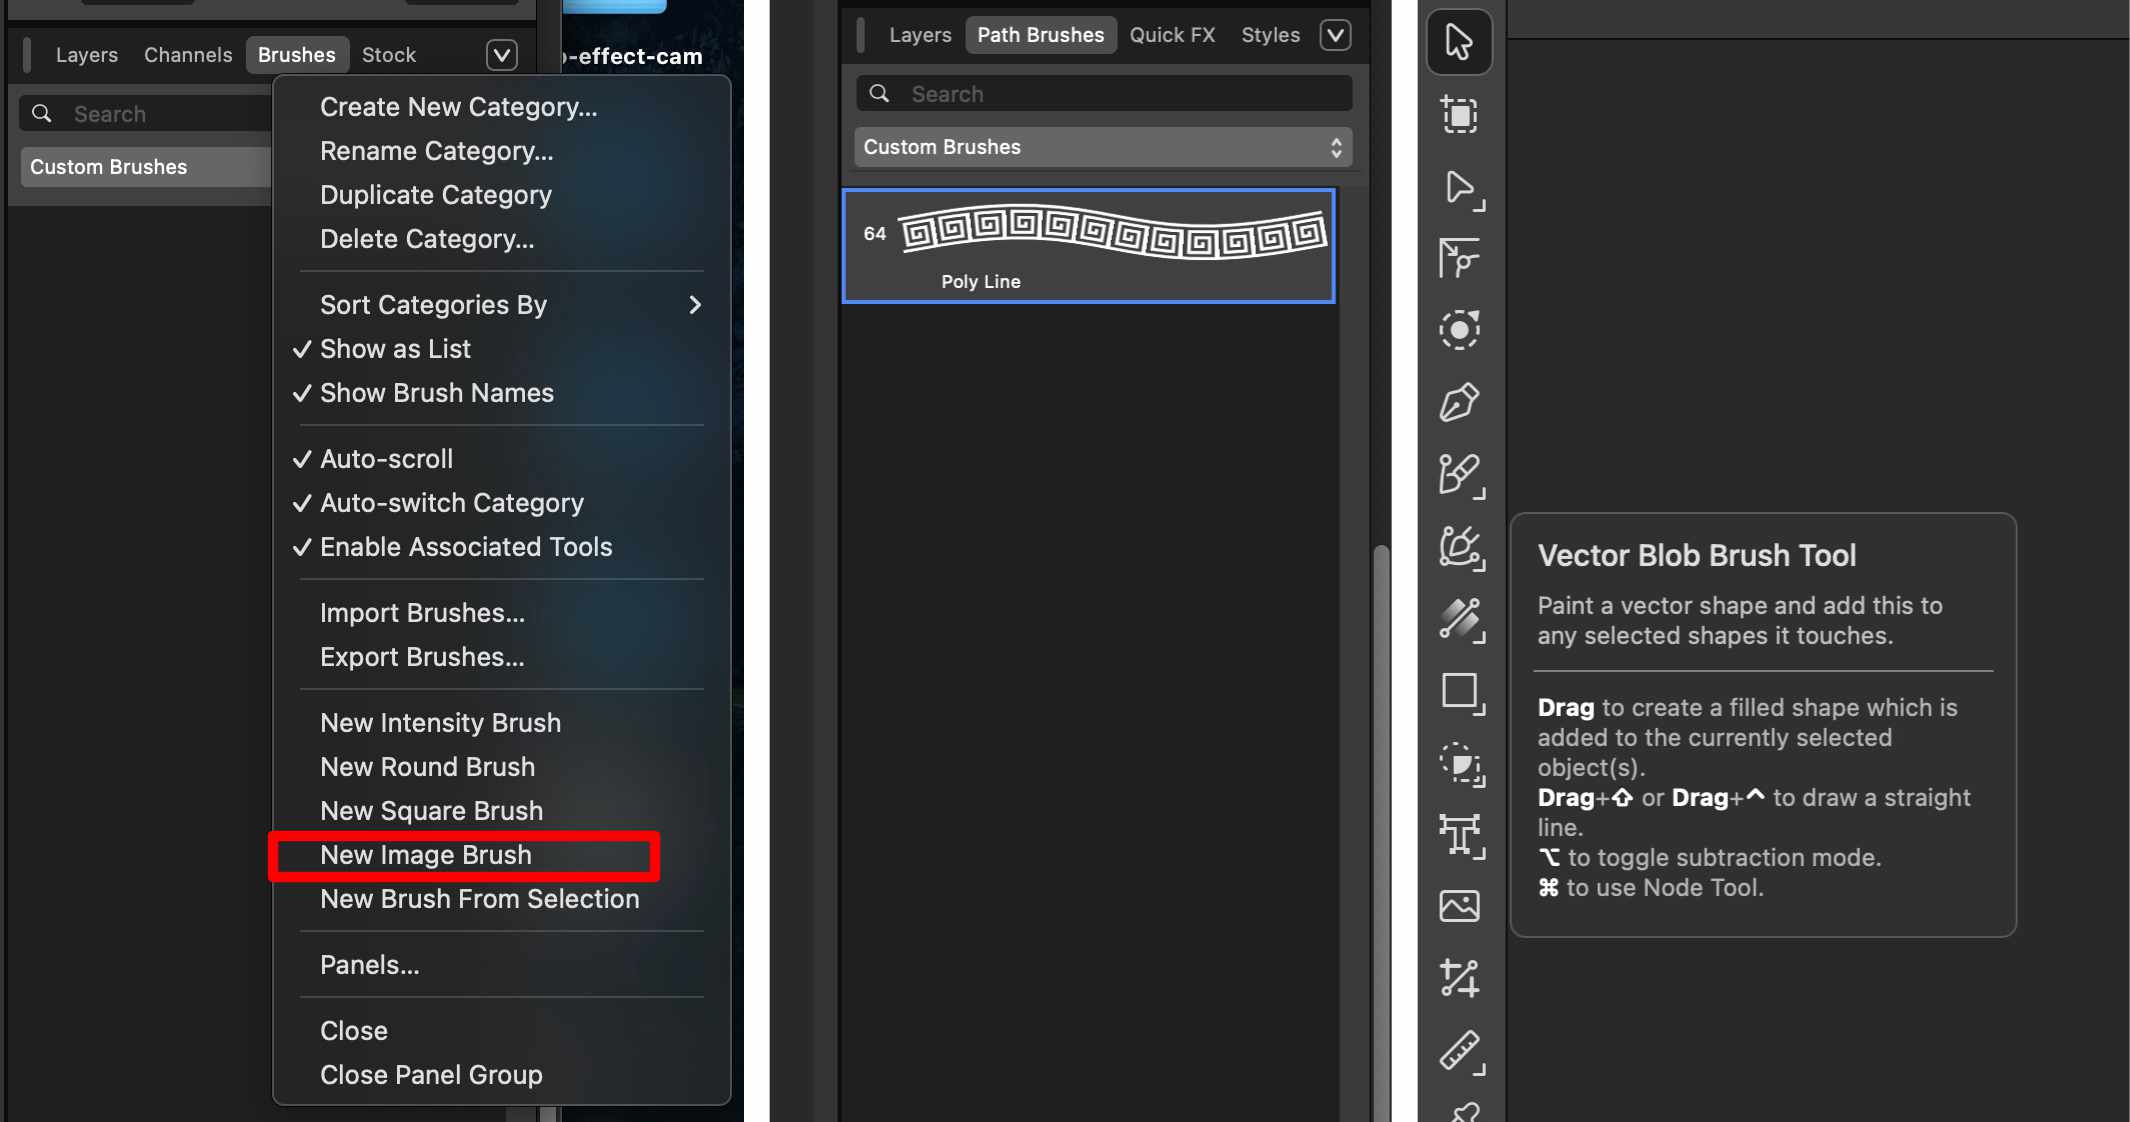 Layers Channels Brushes Stock
Search
Custom Brushes
-effect-cam
Create New Category...
Rename Category...
Duplicate Category
Delete Category...
Sort Categories By
Show as List
Show Brush Names
Auto-scroll
Auto-switch Category
Enable Associated Tools
Import Brushes...
Export Brushes...
New Intensity Brush
New Round Brush
New Square Brush
New Image Brush
New Brush From Selection
Panels...
Close
Close Panel Group
Layers Path Brushes Quick FX Styles
Search
Custom Brushes
64
Poly Line
Vector Blob Brush Tool
Paint a vector shape and add this to
any selected shapes it touches.
Drag to create a filled shape which is
added to the currently selected
object(s).
Drag+⇧ or Drag+⌃ to draw a straight
line.
⌥ to toggle subtraction mode.
⌘ to use Node Tool.